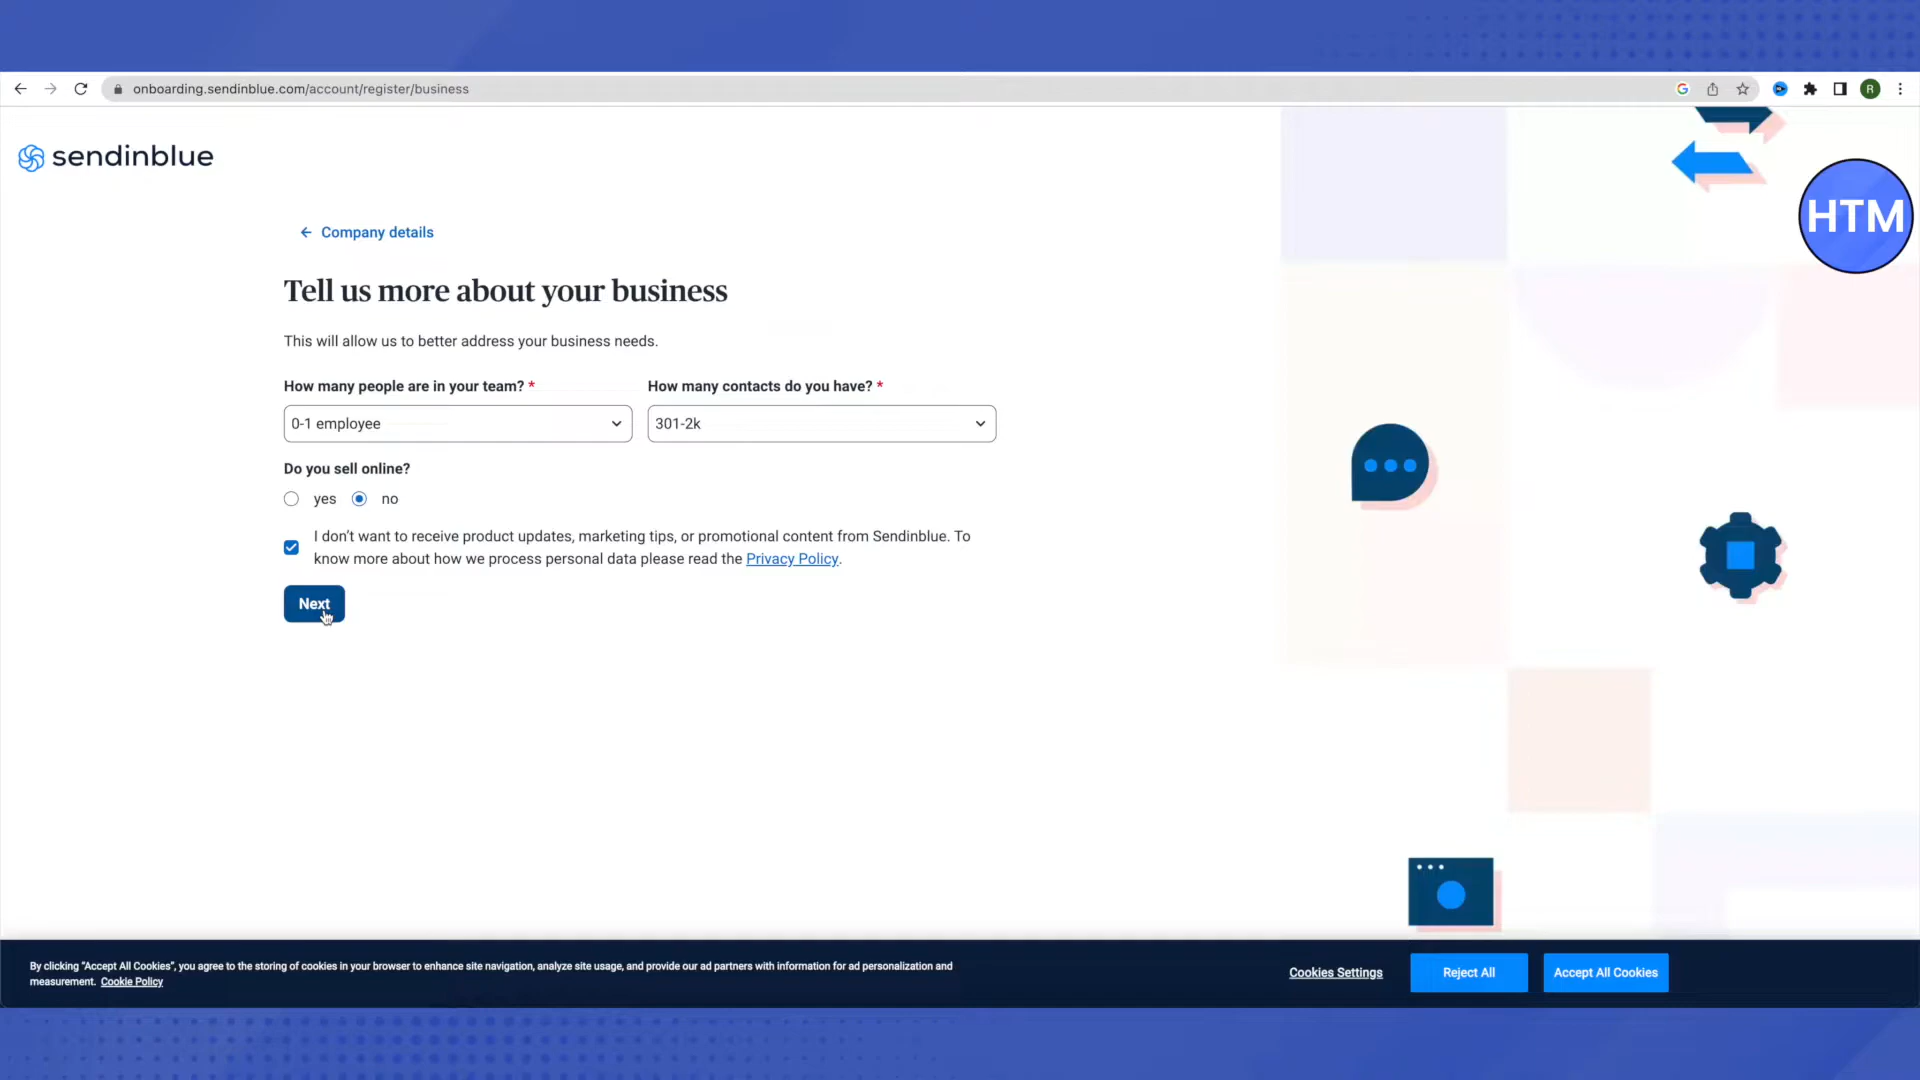 onboarding.sendinblue.com/account/register/business
G
R
sendinblue
HTM
← Company details
Tell us more about your business
This will allow us to better address your business needs.
How many people are in your team? *
How many contacts do you have? *
0-1 employee
301-2k
Do you sell online?
yes
no
I don't want to receive product updates, marketing tips, or promotional content from Sendinblue. To
know more about how we process personal data please read the Privacy Policy.
Next
By clicking "Accept All Cookies", you agree to the storing of cookies in your browser to enhance site navigation, analyze site usage, and provide our ad partners with information for ad personalization and
measurement. Cookie Policy
Cookies Settings
Reject All
Accept All Cookies